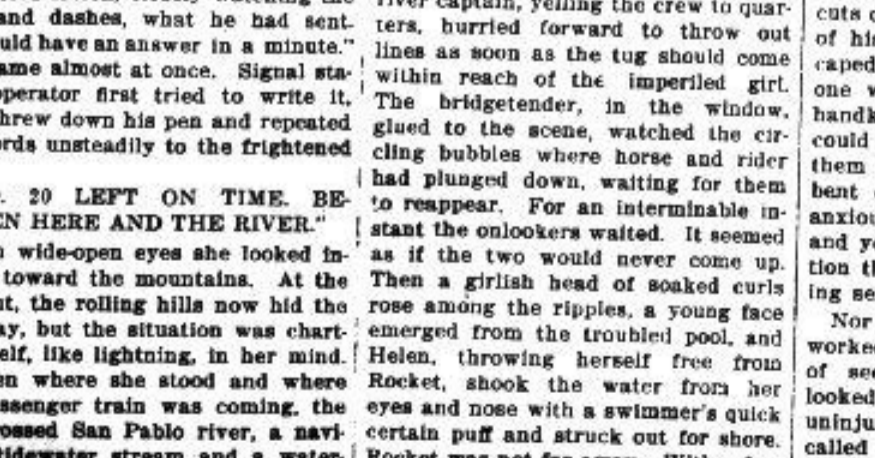 and dashes, what he had sent.
uld have an answer in a minute."
ame almost at once. Signal sta-
perator first tried to write it,
hrew down his pen and repeated
ords unsteadily to the frightened
. 20 LEFT ON TIME. BE-
EN HERE AND THE RIVER."
wide-open eyes she looked in-
toward the mountains. At the
t, the rolling hills now hid the
ay, but the situation was chart-
elf, like lightning, in her mind.
en where she stood and where
ssenger train was coming, the
ossed San Pablo river, a navi-
tidewater stream and a water-
river captain, yelling the crew to quar-
ters, hurried forward to throw out
lines as soon as the tug should come
within reach of the imperiled girl.
The bridgetender, in the window,
glued to the scene, watched the cir-
cling bubbles where horse and rider
had plunged down, waiting for them
to reappear. For an interminable in-
stant the onlookers waited. It seemed
as if the two would never come up.
Then a girlish head of soaked curls
rose among the ripples, a young face
emerged from the troubled pool, and
Helen, throwing herself free from
Rocket, shook the water from her
eyes and nose with a swimmer's quick
certain puff and struck out for shore.
cuts
of hi
caped
one w
handk
could
them
bent
anxiou
and y
tion t
ing se
Nor
worke
of see
looked
uninju
called